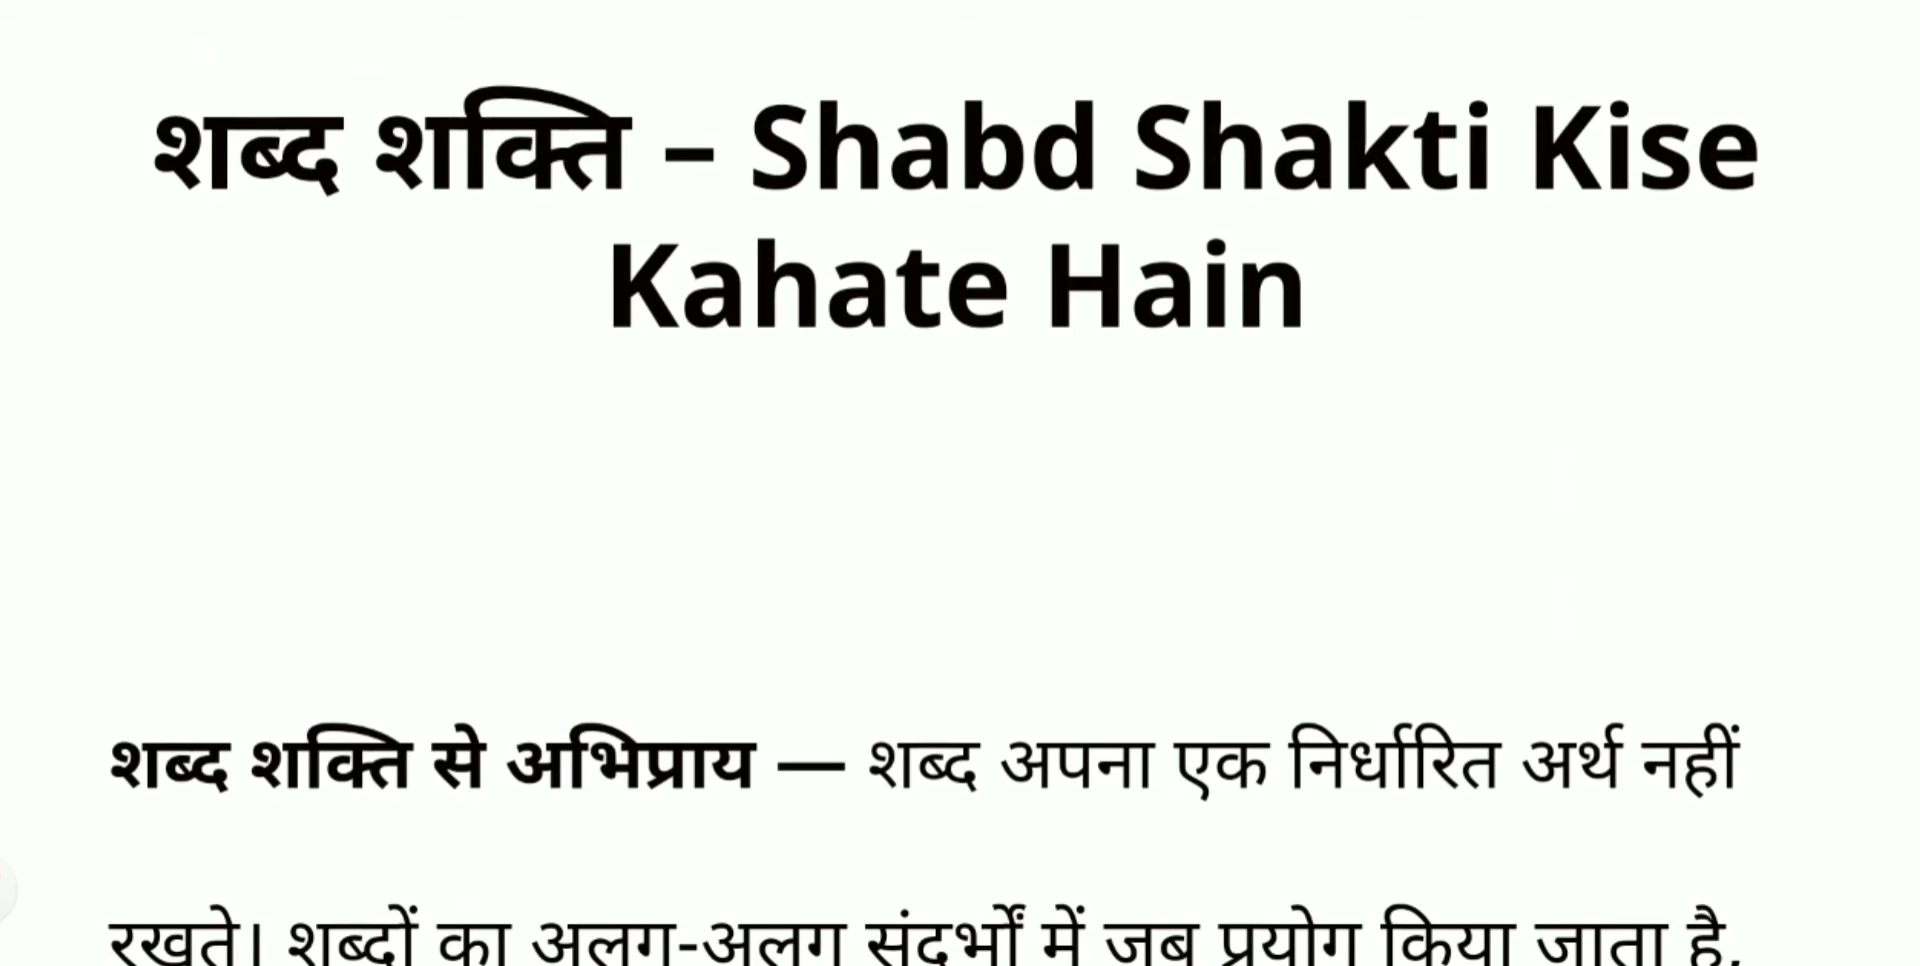 शब्द शक्ति – Shabd Shakti Kise
Kahate Hain
शब्द शक्ति से अभिप्राय — शब्द अपना एक निर्धारित अर्थ नहीं
रखते। शब्दों का अलग-अलग संदर्भों में जब प्रयोग किया जाता है,